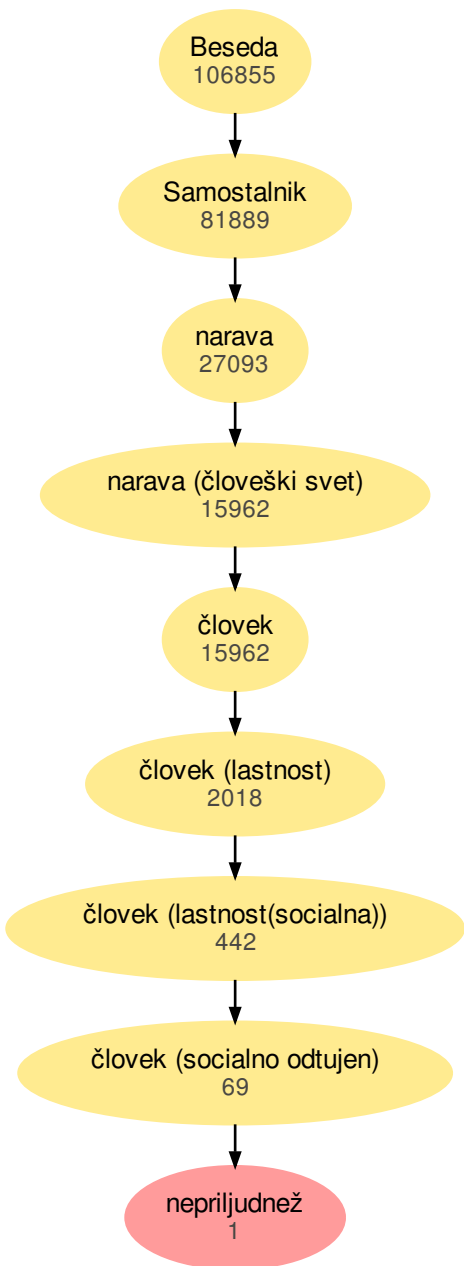 Beseda
106855
Samostalnik
81889
narava
27093
narava (človeški svet)
15962
človek
15962
človek (lastnost)
2018
človek (lastnost(socialna))
442
človek (socialno odtujen)
69
nepriljudnež
1